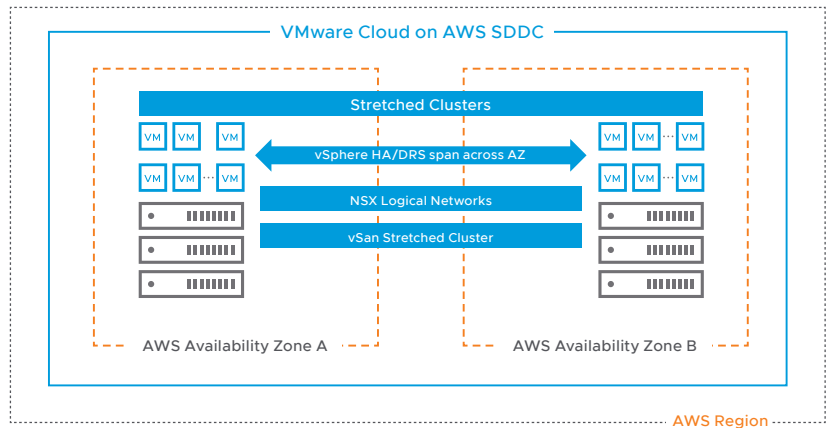 VMware Cloud on AWS SDDC
Stretched Clusters
VM VM VM
VM VM ... VM
vSphere HA/DRS span across AZ
VM VM ... VM
VM VM ... VM
NSX Logical Networks
vSan Stretched Cluster
AWS Availability Zone A
AWS Availability Zone B
AWS Region